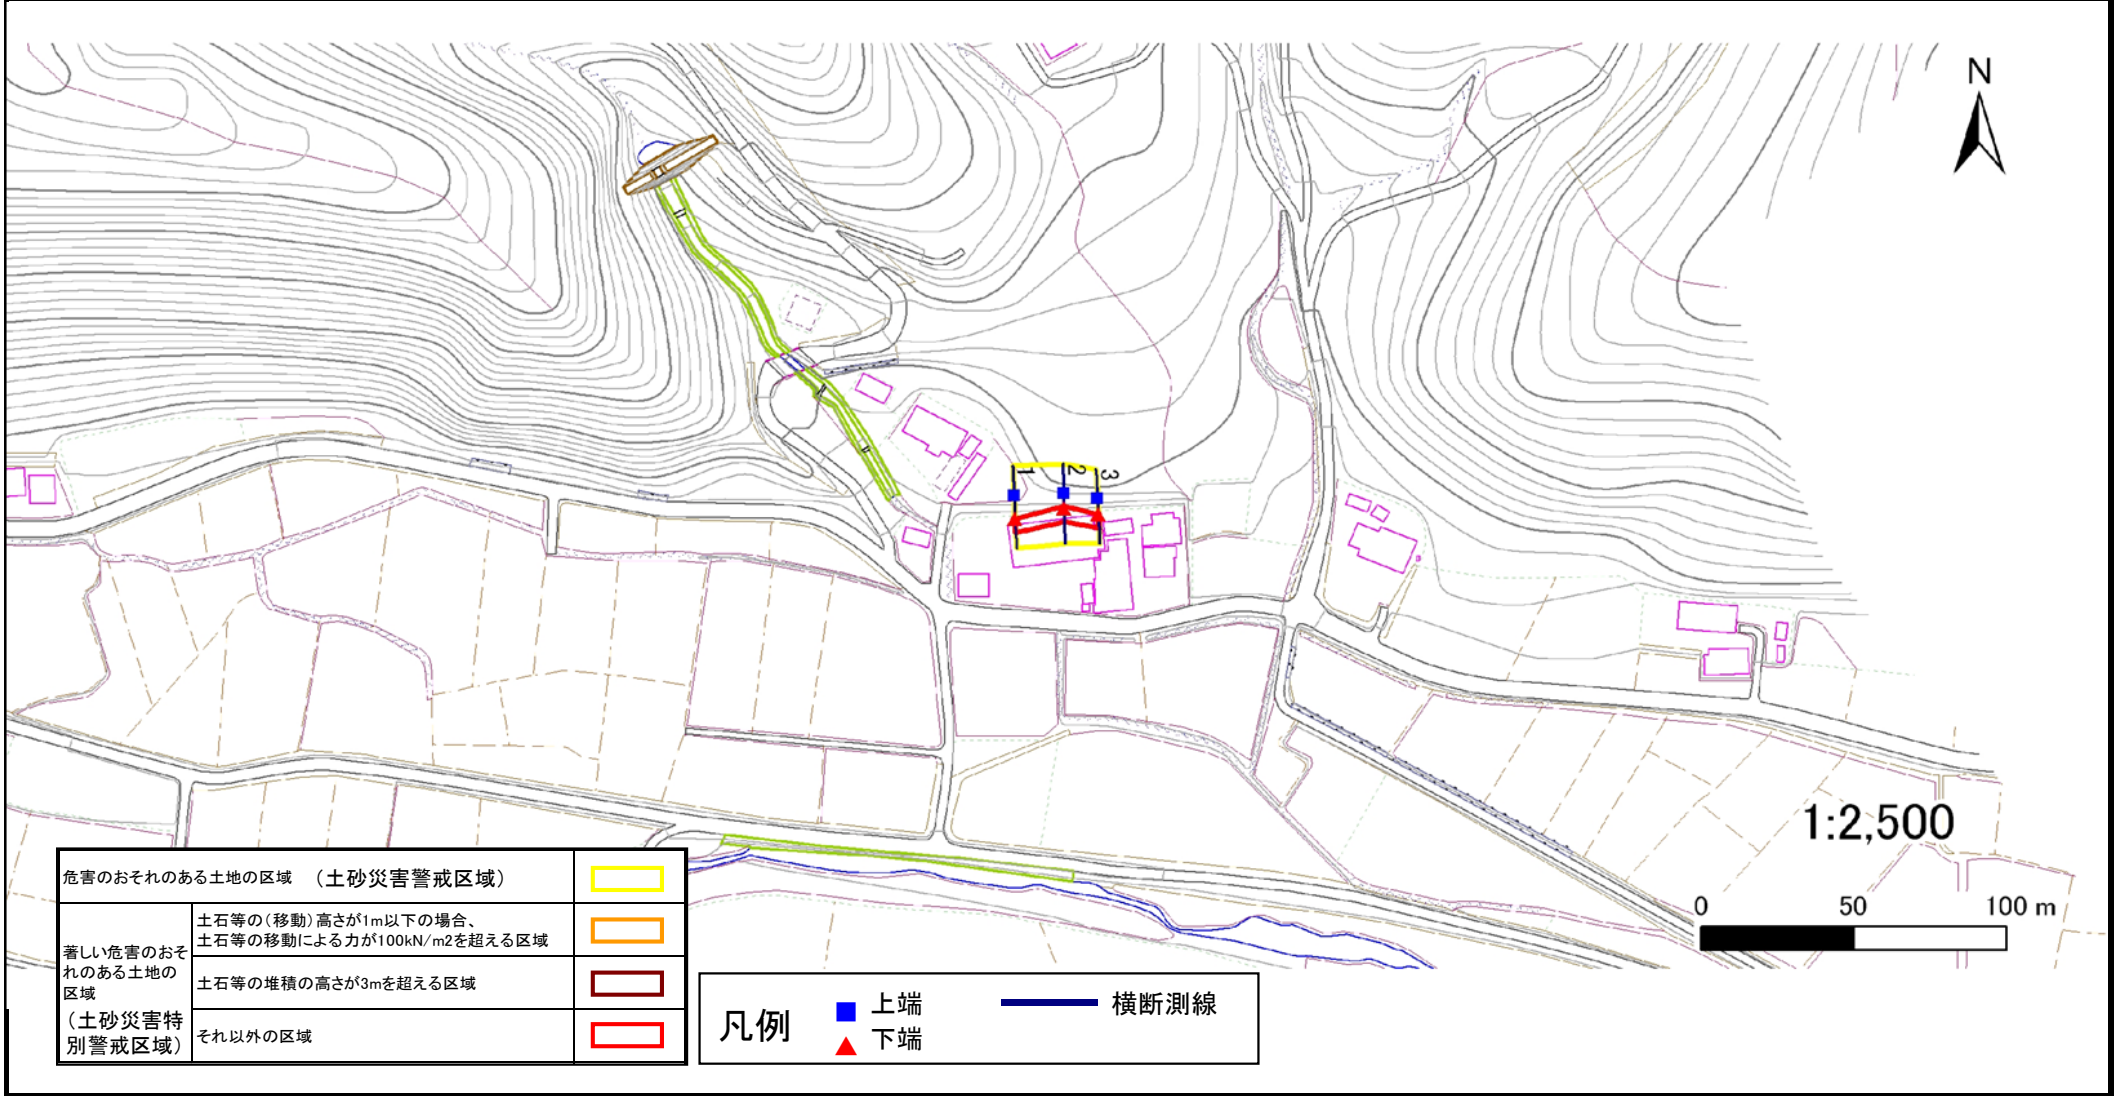 N
1
2
3
1:2,500
0 50 100 m
危害のおそれのある土地の区域 （土砂災害警戒区域）
著しい危害のおそ
れのある土地の
区域
（土砂災害特
別警戒区域）
土石等の（移動）高さが1m以下の場合、
土石等の移動による力が100kN/m2を超える区域
土石等の堆積の高さが3mを超える区域
それ以外の区域
凡例
上端
下端
横断測線